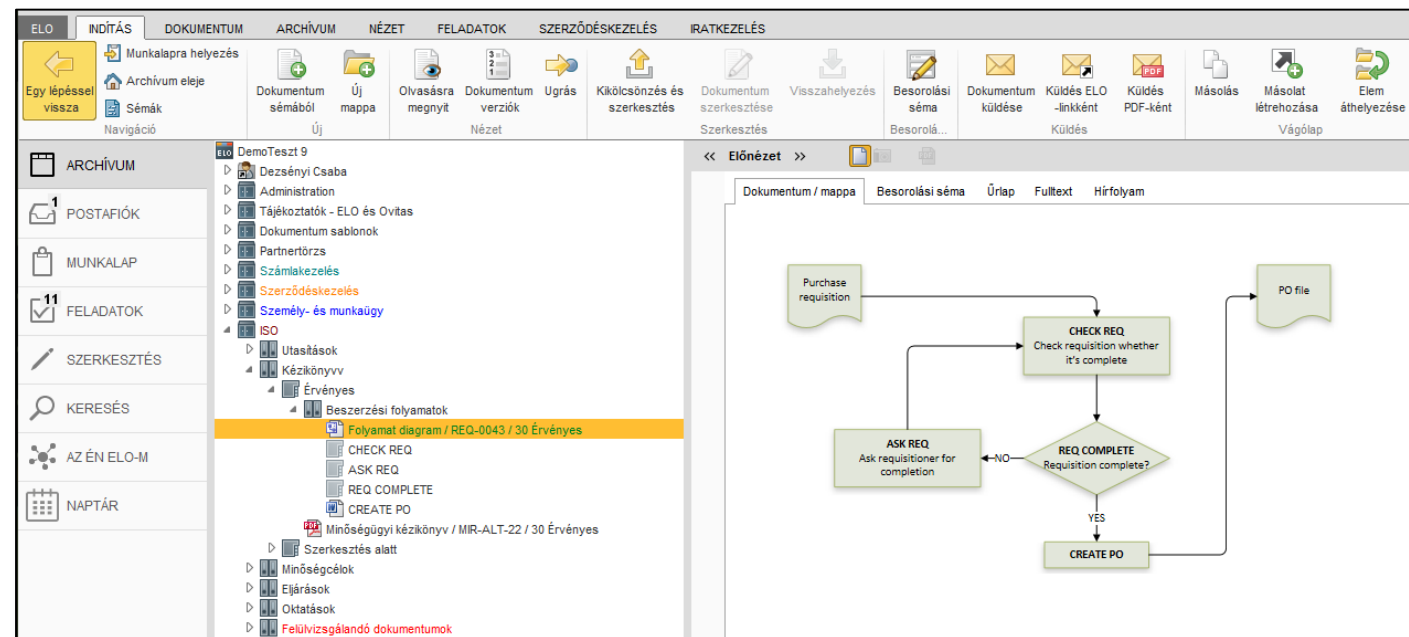 ELO INDÍTÁS DOKUMENTUM ARCHÍVUM NÉZET FELADATOK SZERZŐDÉSKEZELÉS IRATKEZELÉS
Egy lépéssel
vissza
Munkalapra helyezés
Archívum eleje
Sémák
Navigáció
Dokumentum
sémából
Új
mappa
Új
Olvasásra
megnyit
Dokumentum
verziók
Ugrás
Nézet
Kikölcsönzés és
szerkesztés
Dokumentum
szerkesztése
Visszahelyezés
Szerkesztés
Besorolási
séma
Besorolá...
Dokumentum
küldése
Küldés ELO
-linkként
PDF
Küldés
PDF-ként
Küldés
Másolás
Másolat
létrehozása
Elem
áthelyezése
Vágólap
ARCHÍVUM
1
POSTAFIÓK
MUNKALAP
11
FELADATOK
SZERKESZTÉS
KERESÉS
AZ ÉN ELO-M
NAPTÁR
ELO DemoTeszt 9
Dezsényi Csaba
Administration
Tájékoztatók - ELO és Ovitas
Dokumentum sablonok
Partnertörzs
Számlakezelés
Szerződéskezelés
Személy- és munkaügy
ISO
Utasítások
Kézikönyvv
Érvényes
Beszerzési folyamatok
Folyamat diagram / REQ-0043 / 30 Érvényes
CHECK REQ
ASK REQ
REQ COMPLETE
CREATE PO
Minőségügyi kézikönyv / MIR-ALT-22 / 30 Érvényes
Szerkesztés alatt
Minőségcélok
Eljárások
Oktatások
Felülvizsgálandó dokumentumok
<< Előnézet >>
Dokumentum / mappa Besorolási séma Űrlap Fulltext Hírfolyam
Purchase
requisition
PO file
CHECK REQ
Check requisition whether
it's complete
ASK REQ
Ask requisitioner for
completion
NO
REQ COMPLETE
Requisition complete?
YES
CREATE PO